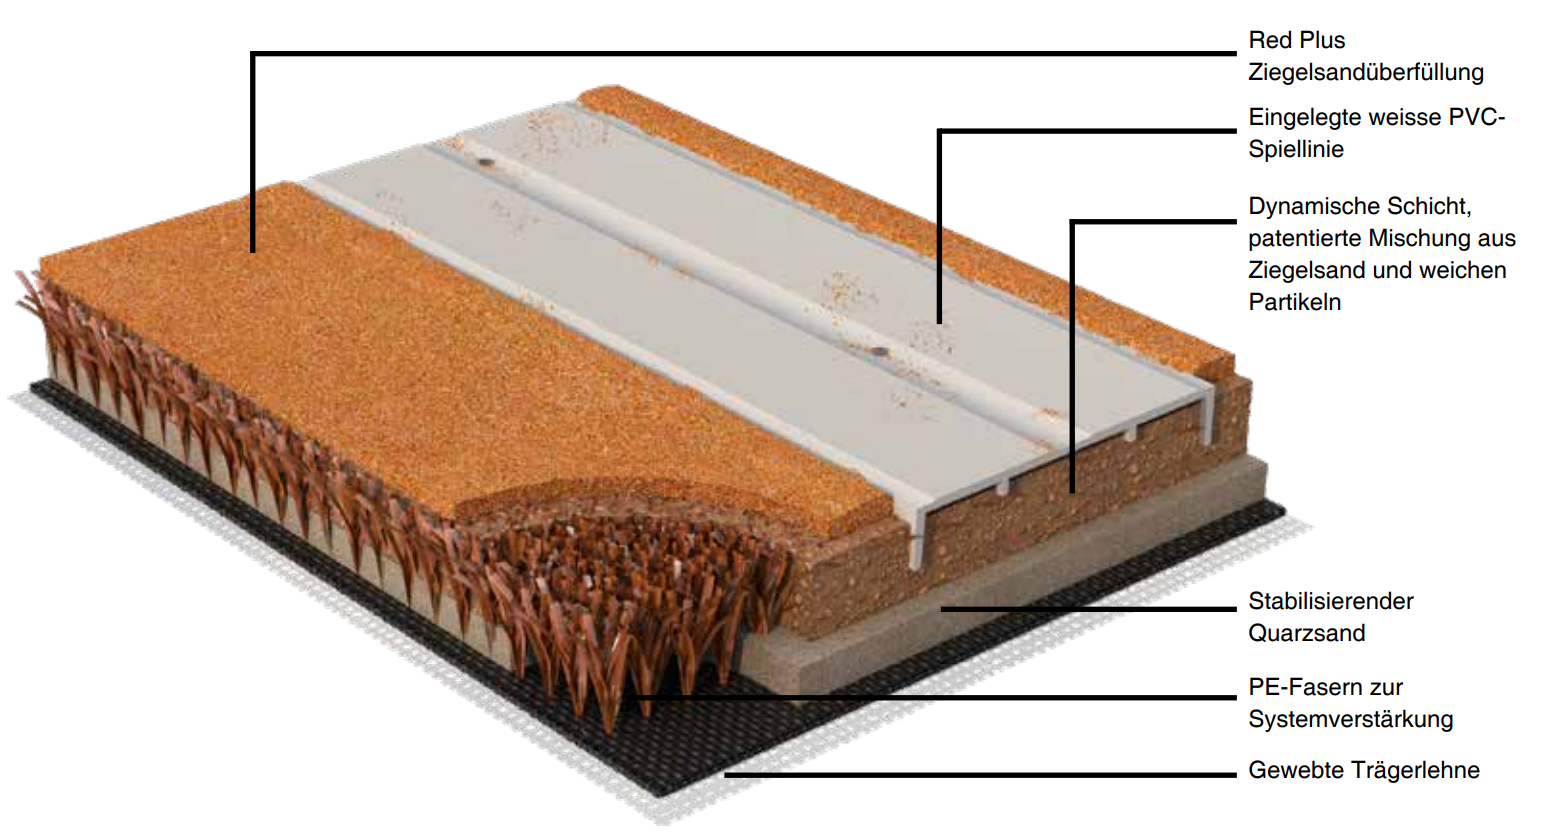 Red Plus
Ziegelsandüberfüllung
Eingelegte weisse PVC-
Spiellinie
Dynamische Schicht,
patentierte Mischung aus
Ziegelsand und weichen
Partikeln
Stabilisierender
Quarzsand
PE-Fasern zur
Systemverstärkung
Gewebte Trägerlehne